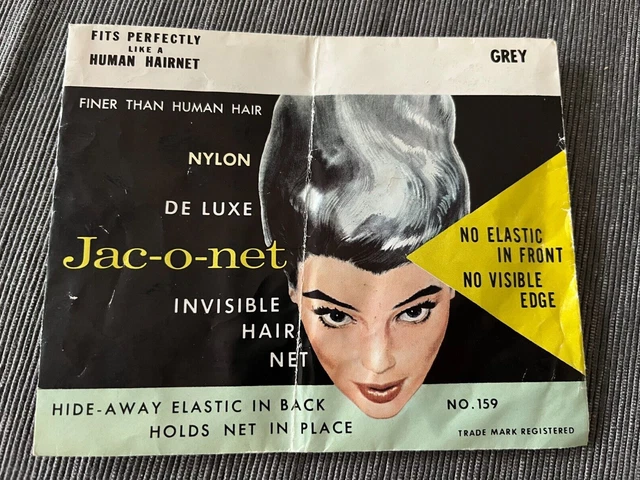 FITS PERFECTLY
LIKE A
HUMAN HAIRNET
GREY
FINER THAN HUMAN HAIR
NYLON
DE LUXE
Jac-o-net
INVISIBLE
HAIR
NET
NO ELASTIC
IN FRONT
NO VISIBLE
EDGE
HIDE-AWAY ELASTIC IN BACK
HOLDS NET IN PLACE
NO. 159
TRADE MARK REGISTERED